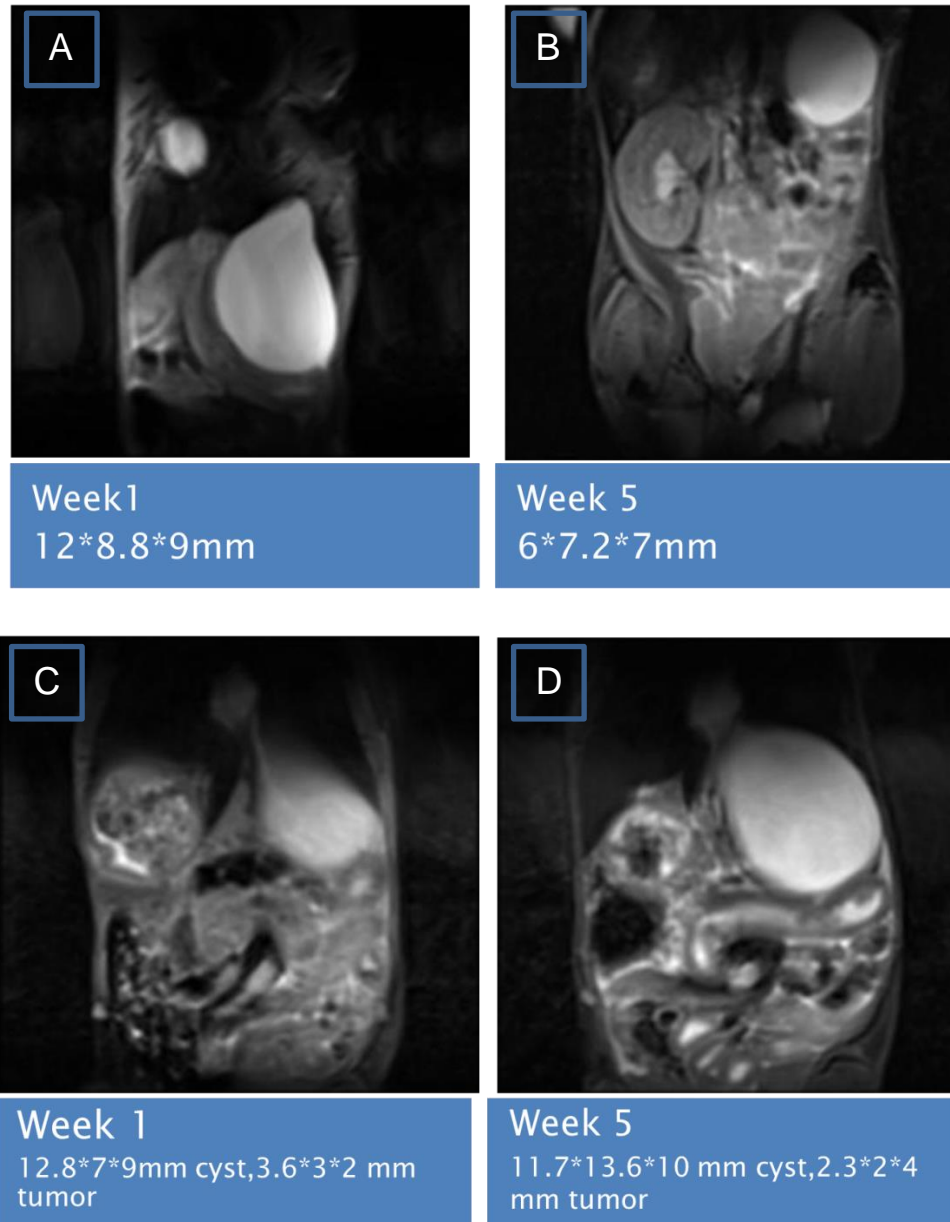 A
B
Week1
12*8.8*9mm
Week 5
6*7.2*7mm
C
D
Week 1
12.8*7*9mm cyst,3.6*3*2 mm
tumor
Week 5
11.7*13.6*10 mm cyst,2.3*2*4
mm tumor